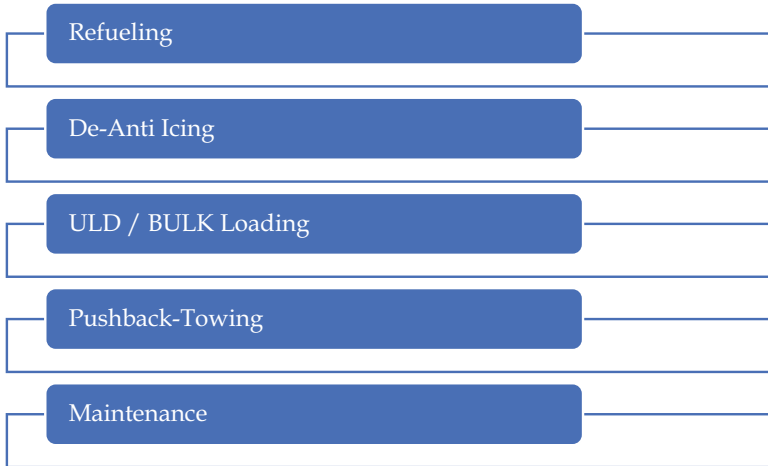 Refueling
De-Anti Icing
ULD / BULK Loading
Pushback-Towing
Maintenance